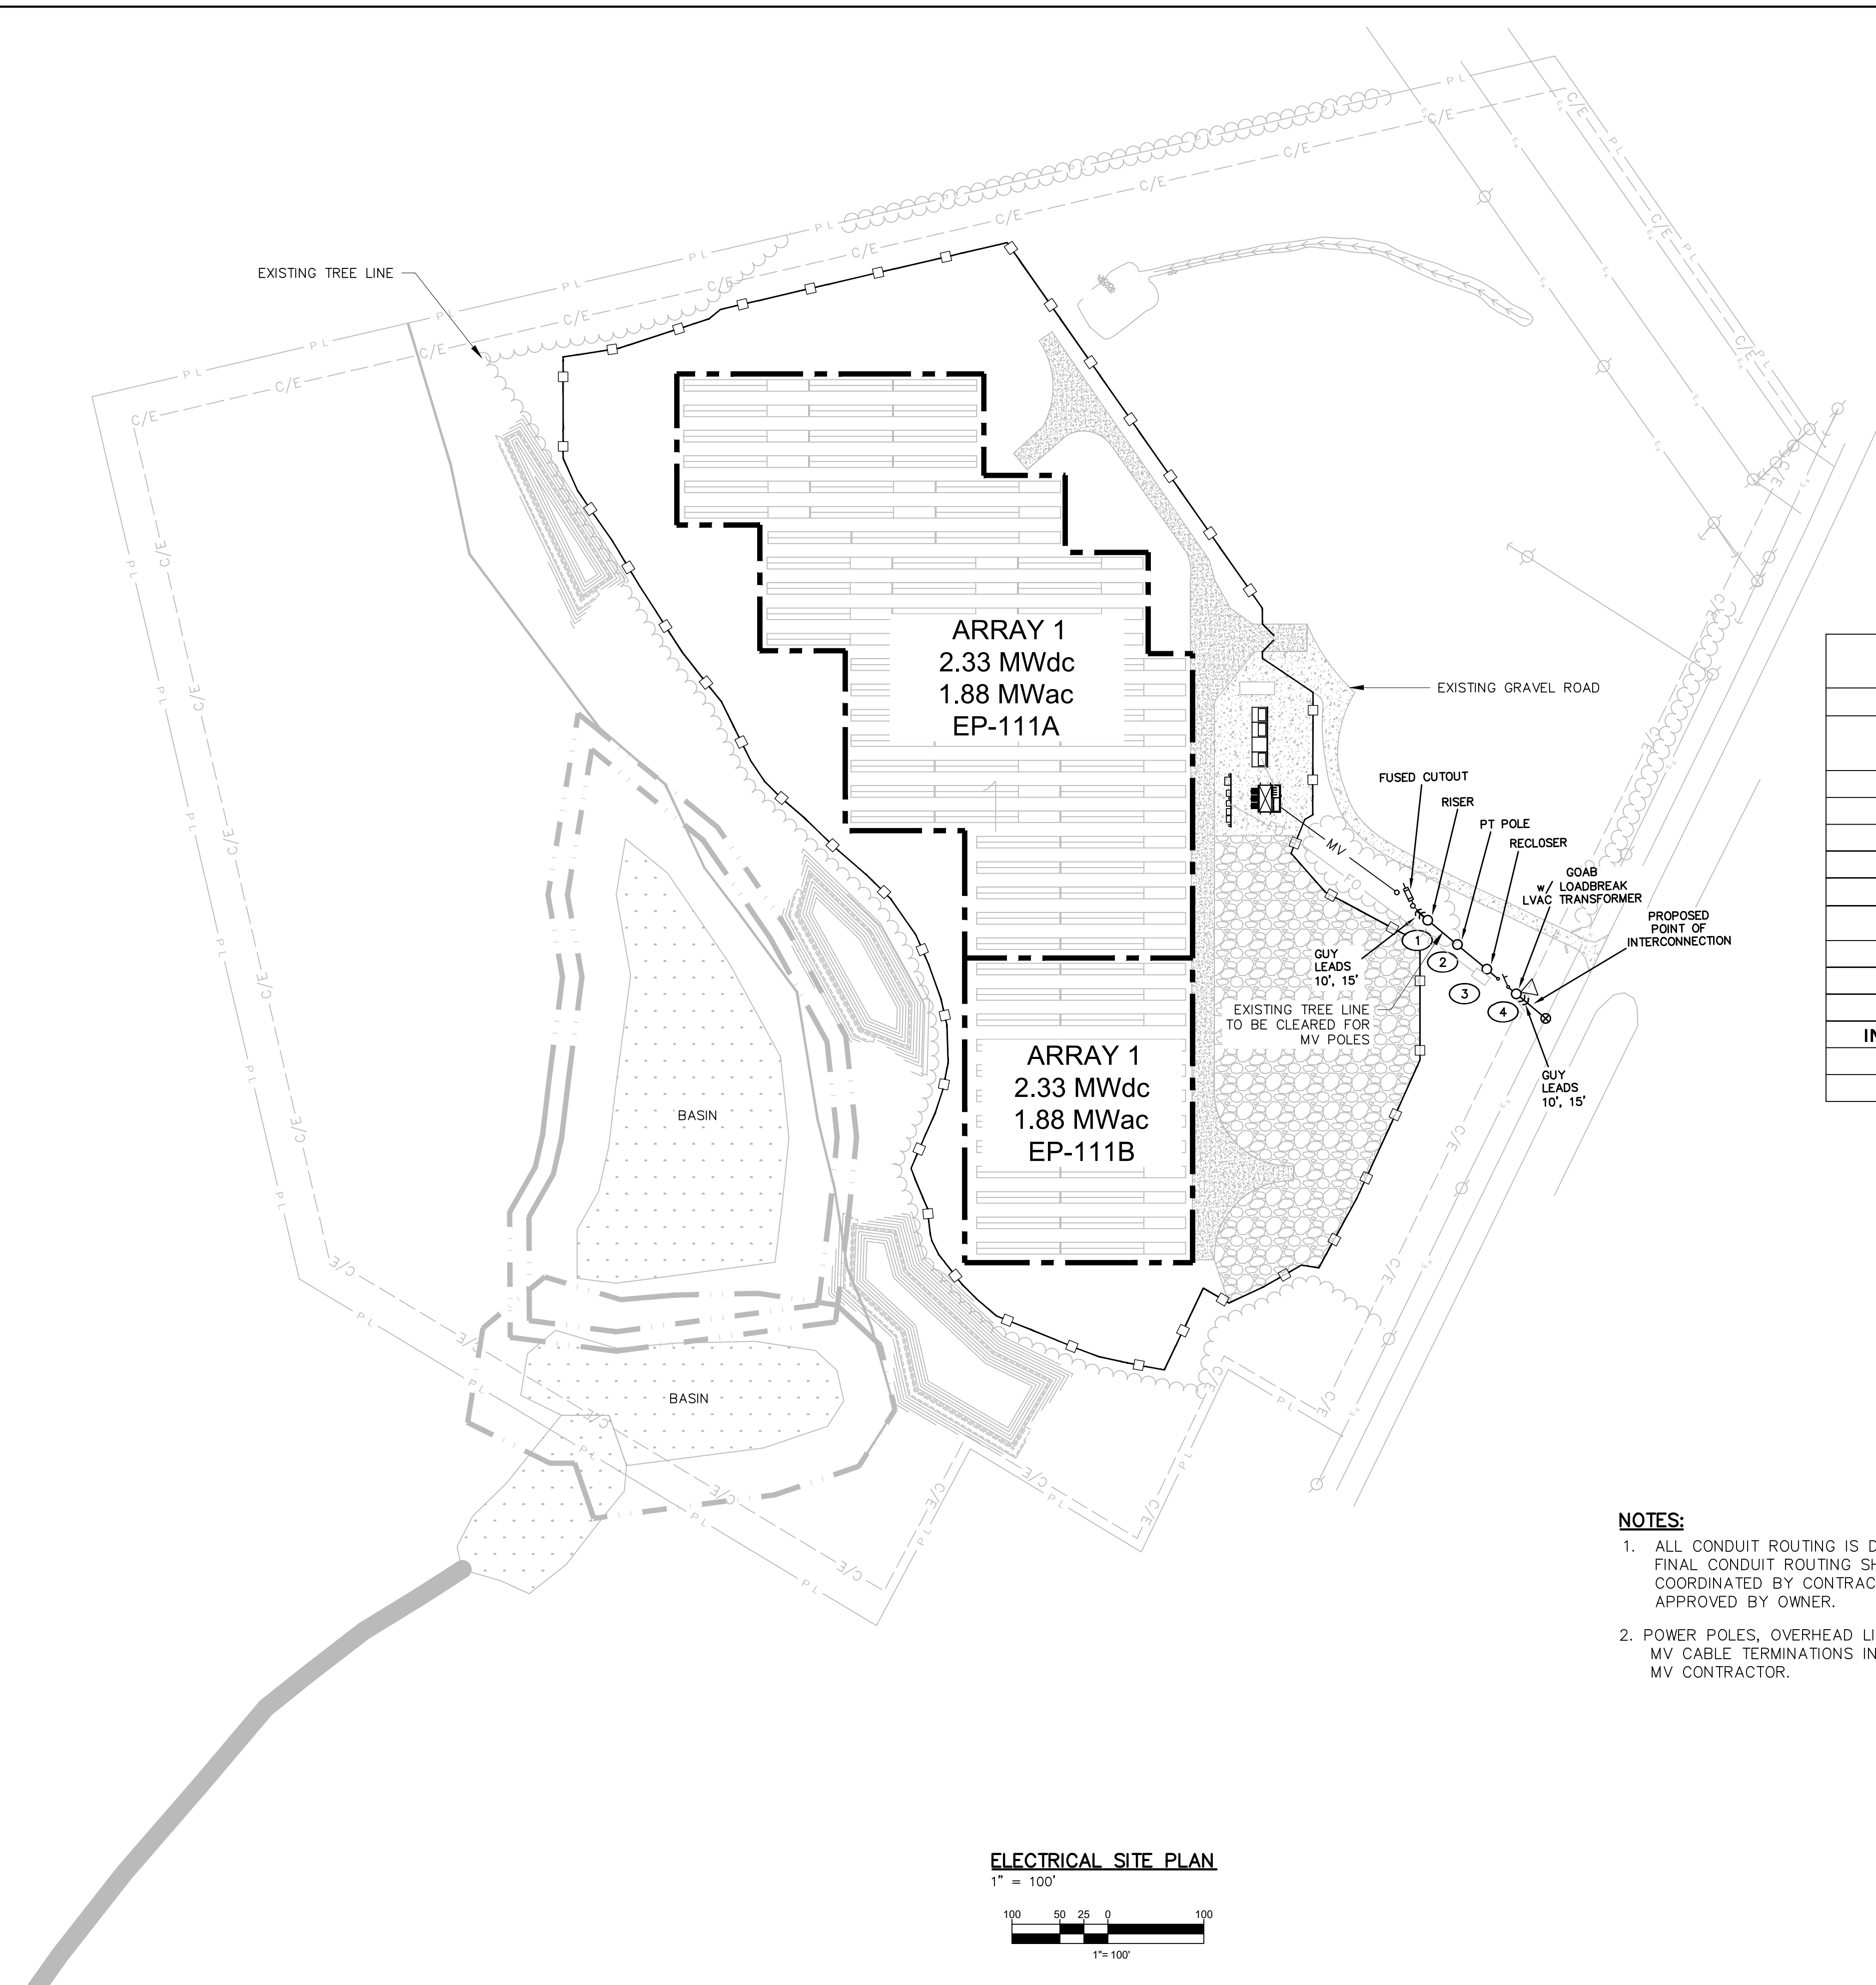 EXISTING TREE LINE
ARRAY 1
2.33 MWdc
1.88 MWac
EP-111A
EXISTING GRAVEL ROAD
FUSED CUTOUT
RISER
PT POLE
RECLOSER
GOAB
w/ LOADBREAK
LVAC TRANSFORMER
PROPOSED
POINT OF
INTERCONNECTION
MV
FO
1
2
3
4
GUY
LEADS
10', 15'
EXISTING TREE LINE
TO BE CLEARED FOR
MV POLES
GUY
LEADS
10', 15'
ARRAY 1
2.33 MWdc
1.88 MWac
EP-111B
1
BASIN
BASIN
PL
C/E
NOTES:
1. ALL CONDUIT ROUTING IS D
FINAL CONDUIT ROUTING SH
COORDINATED BY CONTRAC
APPROVED BY OWNER.
2. POWER POLES, OVERHEAD LI
MV CABLE TERMINATIONS IN
MV CONTRACTOR.
IN
ELECTRICAL SITE PLAN
1" = 100'
100 50 25 0 100
1"= 100'